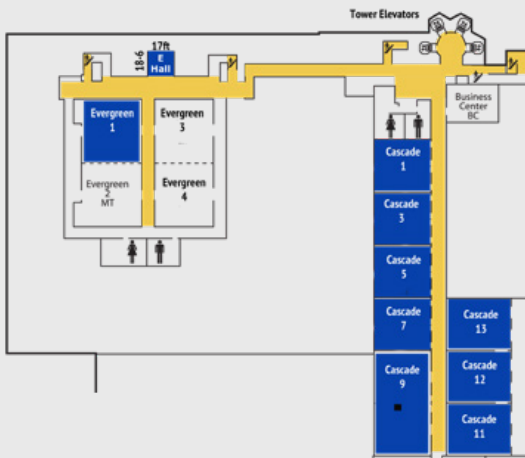 Tower Elevators
17ft
18-6
E
Hall
Evergreen
1
Evergreen
3
Evergreen
2
MT
Evergreen
4
Business
Center
BC
Cascade
1
Cascade
3
Cascade
5
Cascade
7
Cascade
9
Cascade
13
Cascade
12
Cascade
11